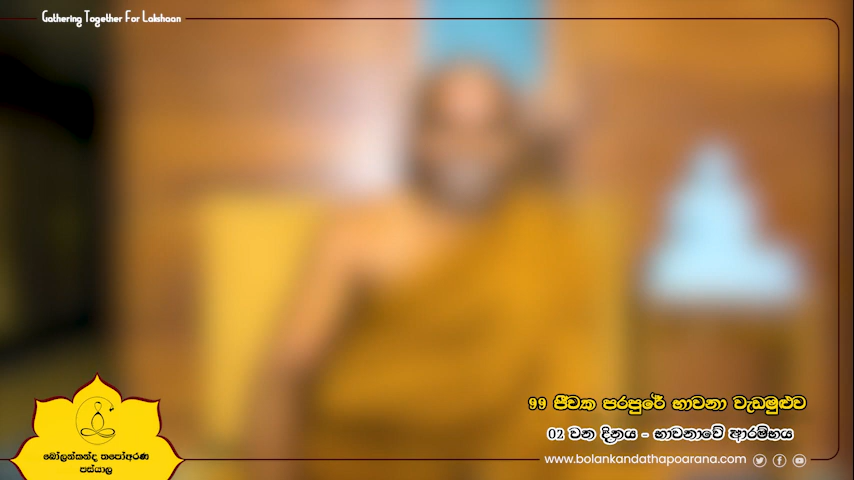 Gathering Together For Lakshaan
99 ජීවක පරපුරේ භාවනා වැඩමුළුව
02 වන දිනය - භාවනාවේ ආරම්භය
බෝලන්කන්ද තපෝඅරණ
පස්යාල
www.bolankandathapoarana.com